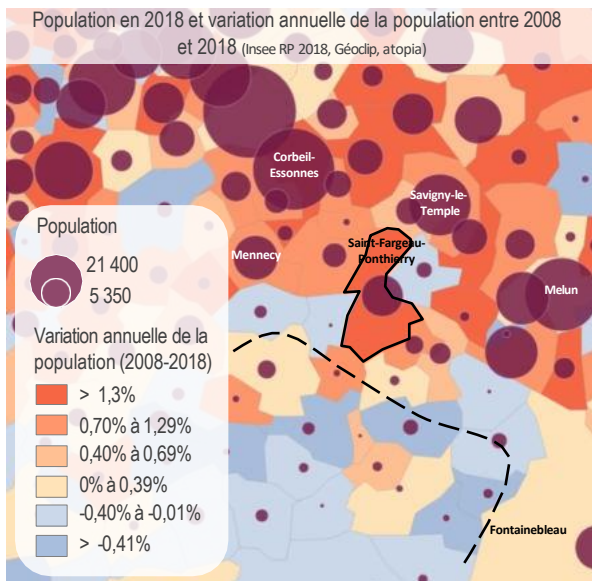 Population en 2018 et variation annuelle de la population entre 2008
et 2018 (Insee RP 2018, Géoclip, atopia)
Corbeil-
Essonnes
Savigny-le-
Temple
Mennecy
Saint-Fargeau-
Ponthierry
Melun
Population
21 400
5 350
Variation annuelle de la
population (2008-2018)
> 1,3%
0,70% à 1,29%
0,40% à 0,69%
0% à 0,39%
-0,40% à -0,01%
> -0,41%
Fontainebleau